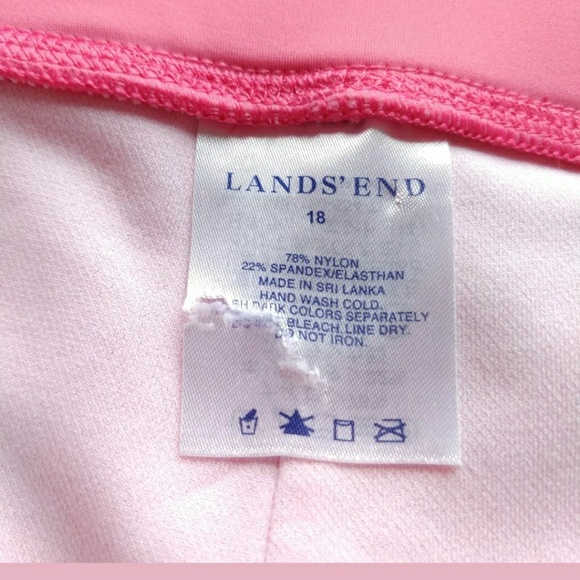 LANDS' END
18
78% NYLON
22% SPANDEX/ELASTHAN
MADE IN SRI LANKA
HAND WASH COLD.
DARK COLORS SEPARATELY
BLEACH. LINE DRY.
DO NOT IRON.